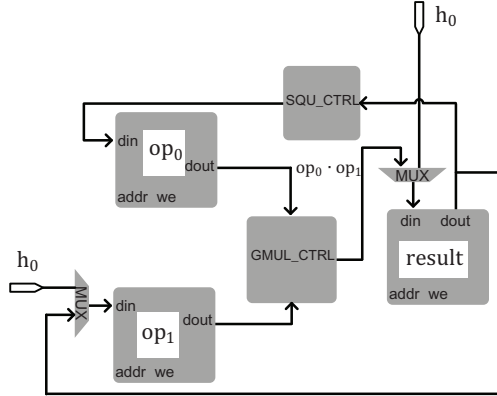 h₀
SQU_CTRL
din
op₀
dout
addr we
op₀ · op₁
MUX
GMUL_CTRL
din dout
result
addr we
h₀
MUX
din
op₁
dout
addr we